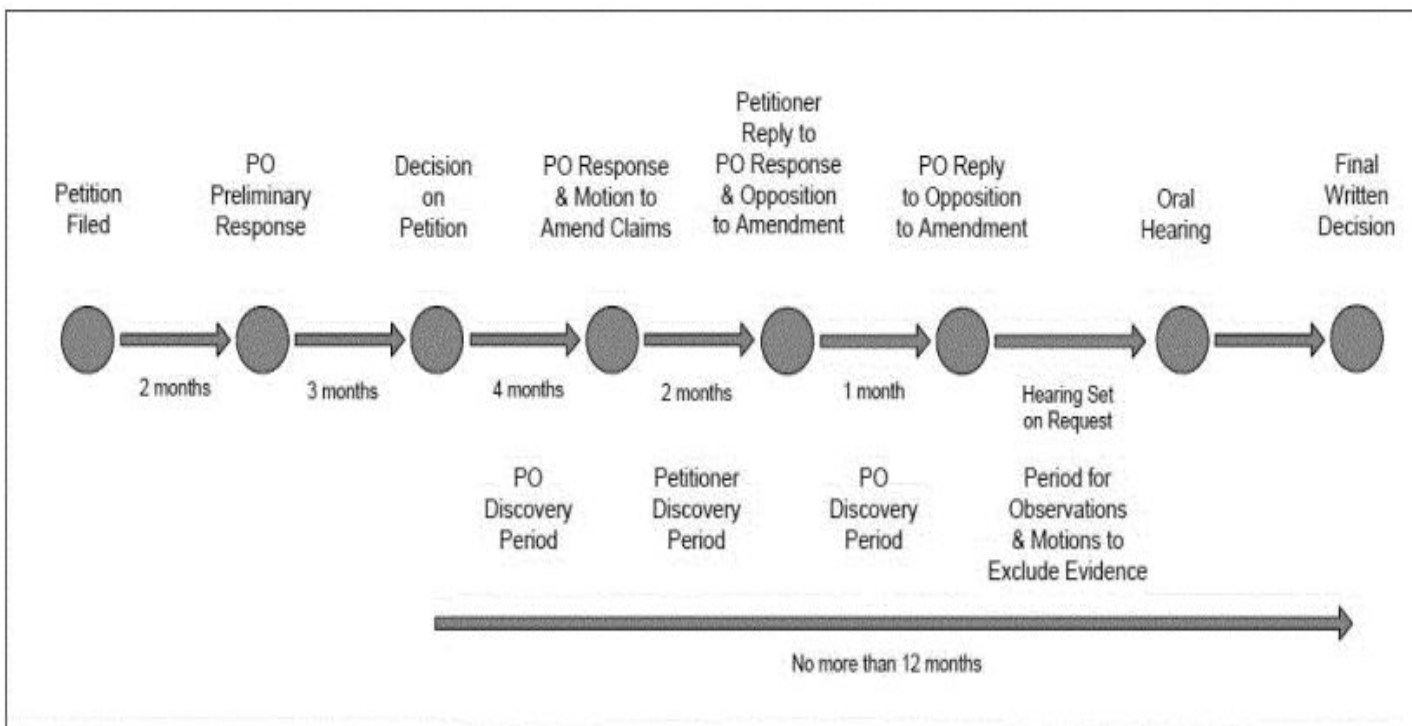 Petition
Filed
PO
Preliminary
Response
Decision
on
Petition
PO Response
& Motion to
Amend Claims
Petitioner
Reply to
PO Response
& Opposition
to Amendment
PO Reply
to Opposition
to Amendment
Oral
Hearing
Final
Written
Decision
2 months
3 months
4 months
2 months
1 month
Hearing Set
on Request
PO
Discovery
Period
Petitioner
Discovery
Period
PO
Discovery
Period
Period for
Observations
& Motions to
Exclude Evidence
No more than 12 months